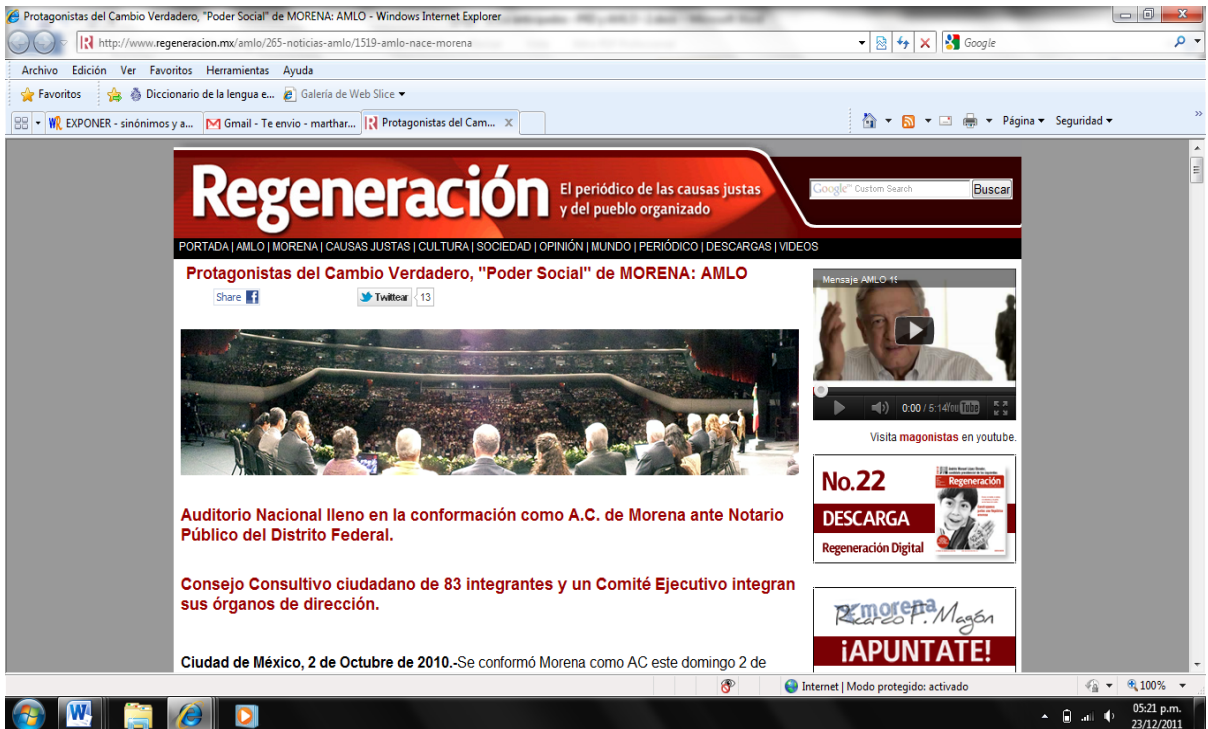 Protagonistas del Cambio Verdadero, "Poder Social" de MORENA: AMLO - Windows Internet Explorer
http://www.regeneracion.mx/amlo/265-noticias-amlo/1519-amlo-nace-morena
Google
Archivo Edición Ver Favoritos Herramientas Ayuda
Favoritos Diccionario de la lengua e... Galería de Web Slice
EXPONER - sinónimos y a... Gmail - Te envio - marthar... Protagonistas del Cam... X
Página Seguridad
Regeneración
El periódico de las causas justas
y del pueblo organizado
Google™ Custom Search Buscar
PORTADA | AMLO | MORENA | CAUSAS JUSTAS | CULTURA | SOCIEDAD | OPINIÓN | MUNDO | PERIÓDICO | DESCARGAS | VIDEOS
Protagonistas del Cambio Verdadero, "Poder Social" de MORENA: AMLO
Share
Twittear 13
Auditorio Nacional lleno en la conformación como A.C. de Morena ante Notario
Público del Distrito Federal.
Consejo Consultivo ciudadano de 83 integrantes y un Comité Ejecutivo integran
sus órganos de dirección.
Ciudad de México, 2 de Octubre de 2010.-Se conformó Morena como AC este domingo 2 de
Mensaje AMLO
0:00 / 5:14 YouTube
Visita magonistas en youtube.
No.22
DESCARGA
Regeneración Digital
Regeneración
morena
Ricardo F. Magón
¡APUNTATE!
Internet | Modo protegido: activado
100%
05:21 p.m.
23/12/2011